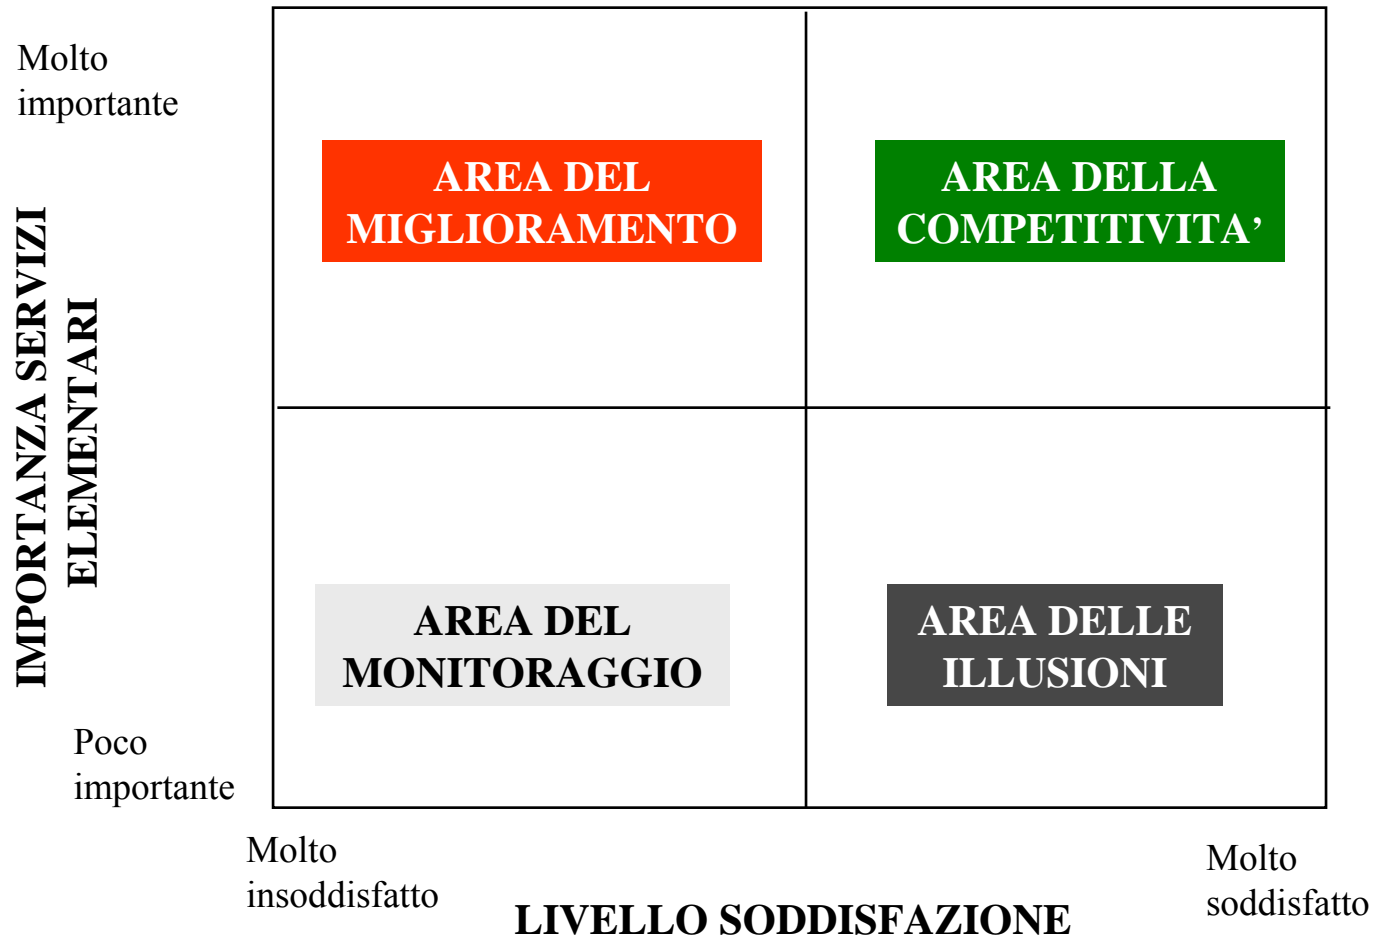 Molto
importante
AREA DEL
MIGLIORAMENTO
AREA DELLA
COMPETITIVITA’
IMPORTANZA SERVIZI
ELEMENTARI
AREA DEL
MONITORAGGIO
AREA DELLE
ILLUSIONI
Poco
importante
Molto
insoddisfatto
LIVELLO SODDISFAZIONE
Molto
soddisfatto